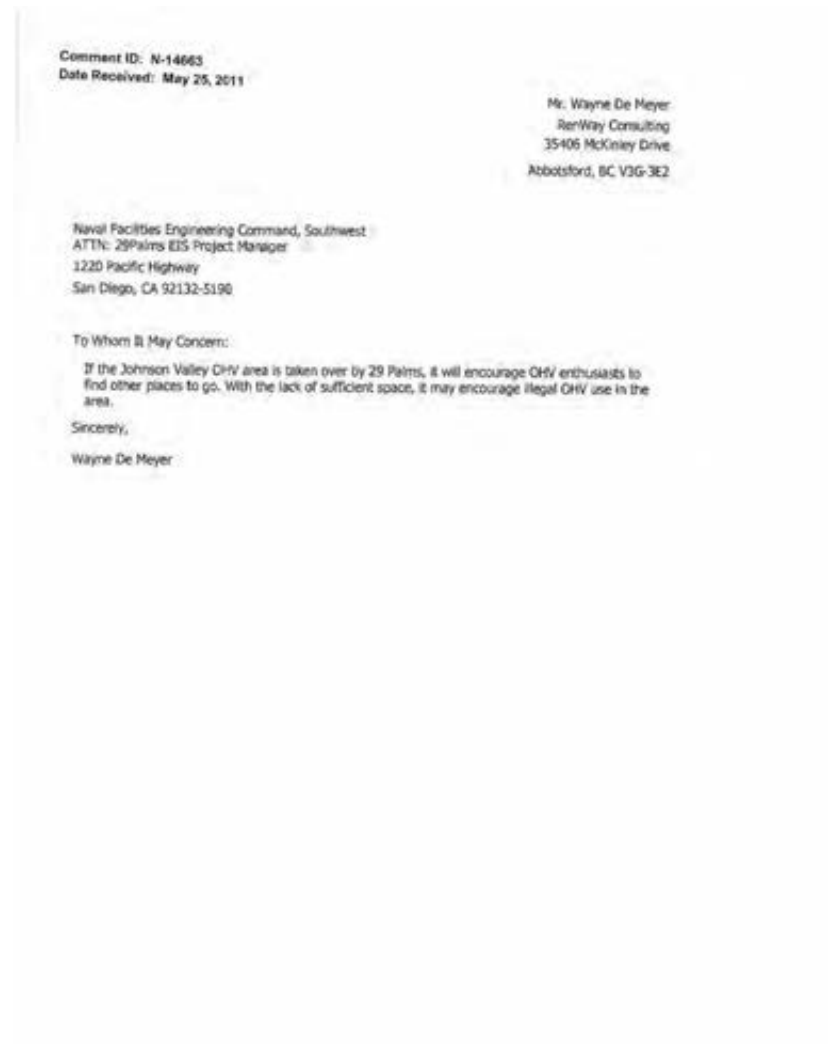 Comment ID: N-14663
Date Received: May 25, 2011
Mr. Wayne De Meyer
RenWay Consulting
35406 McKinley Drive
Abbotsford, BC V3G-3E2
Naval Facilities Engineering Command, Southwest
ATTN: 29Palms EIS Project Manager
1220 Pacific Highway
San Diego, CA 92132-5190
To Whom It May Concern:
If the Johnson Valley OHV area is taken over by 29 Palms, it will encourage OHV enthusiasts to
find other places to go. With the lack of sufficient space, it may encourage illegal OHV use in the
area.
Sincerely,
Wayne De Meyer